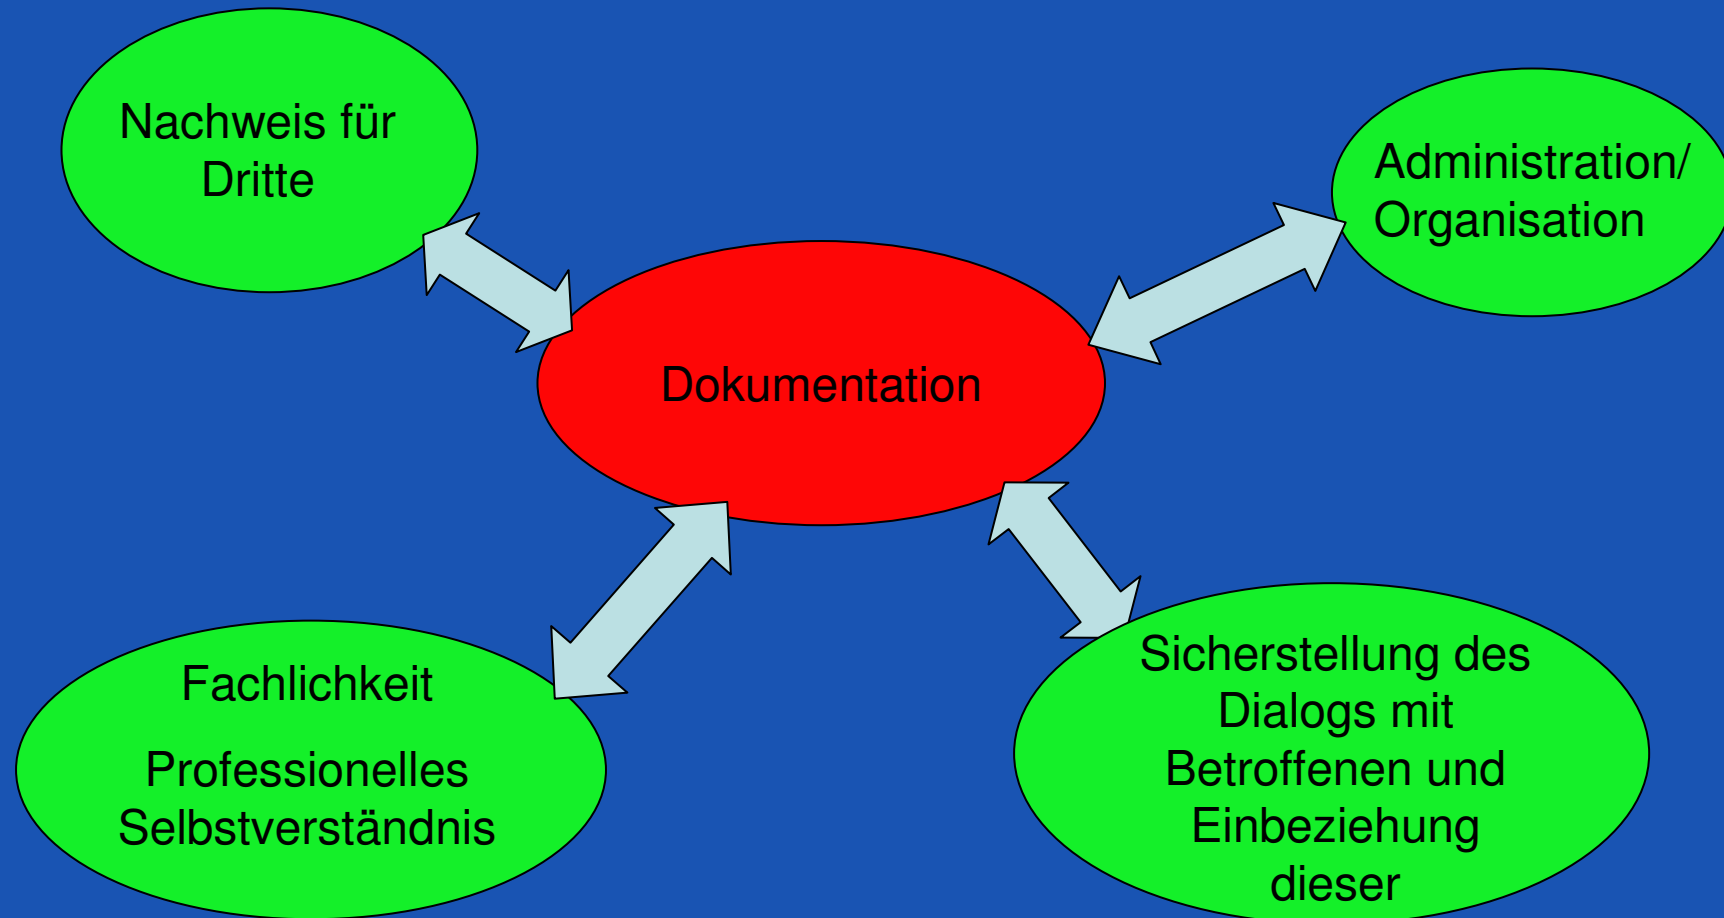 Nachweis für
Dritte
Administration/
Organisation
Dokumentation
Fachlichkeit
Professionelles
Selbstverständnis
Sicherstellung des
Dialogs mit
Betroffenen und
Einbeziehung
dieser